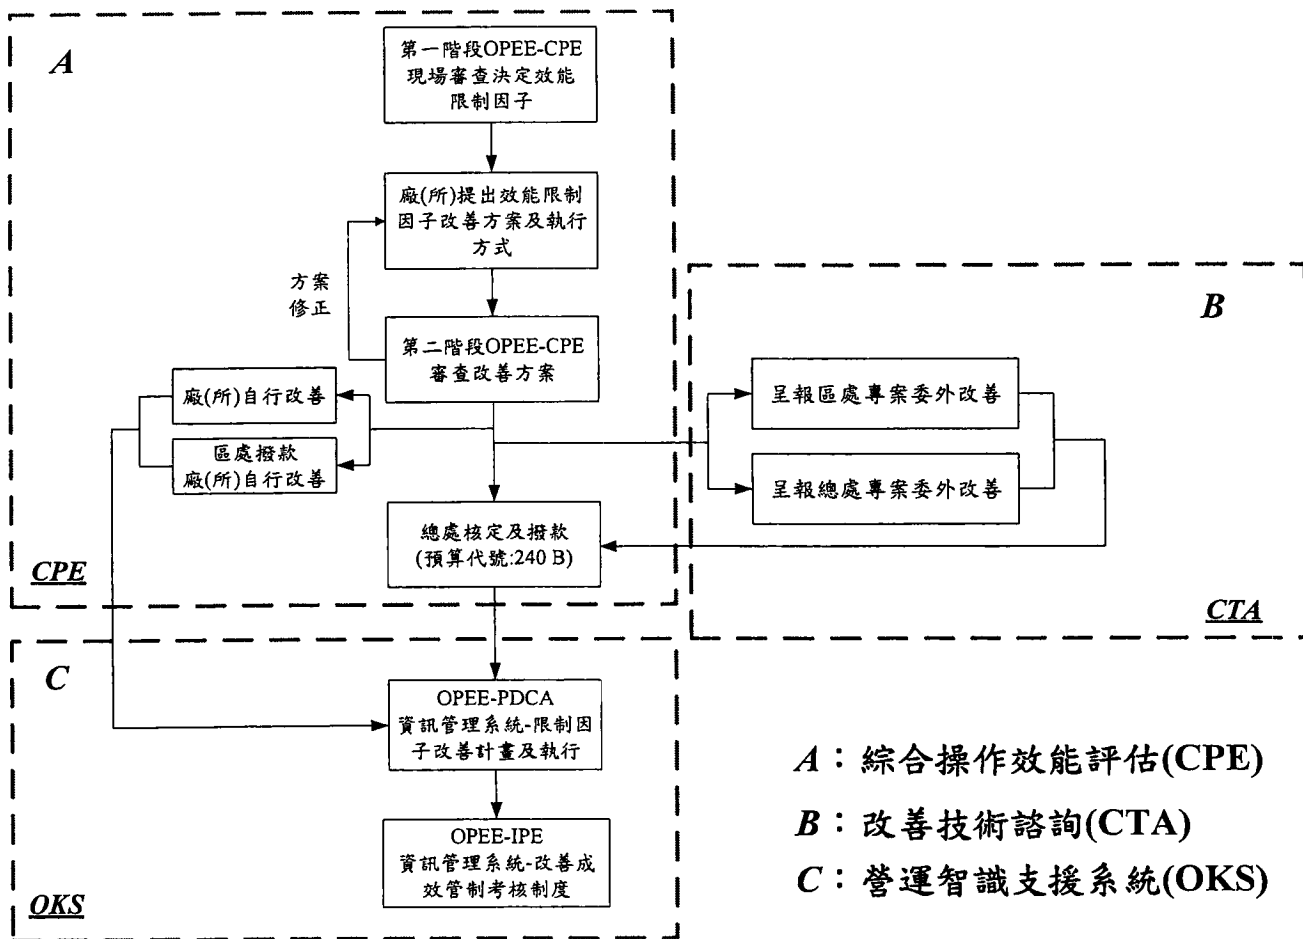 A
第一階段OPEE-CPE
現場審查決定效能
限制因子
廠(所)提出效能限制
因子改善方案及執行
方式
方案
修正
第二階段OPEE-CPE
審查改善方案
廠(所)自行改善
區處撥款
廠(所)自行改善
總處核定及撥款
(預算代號:240 B)
CPE
B
呈報區處專案委外改善
呈報總處專案委外改善
CTA
C
OPEE-PDCA
資訊管理系統-限制因
子改善計畫及執行
OPEE-IPE
資訊管理系統-改善成
效管制考核制度
OKS
A：綜合操作效能評估(CPE)
B：改善技術諮詢(CTA)
C：營運智識支援系統(OKS)